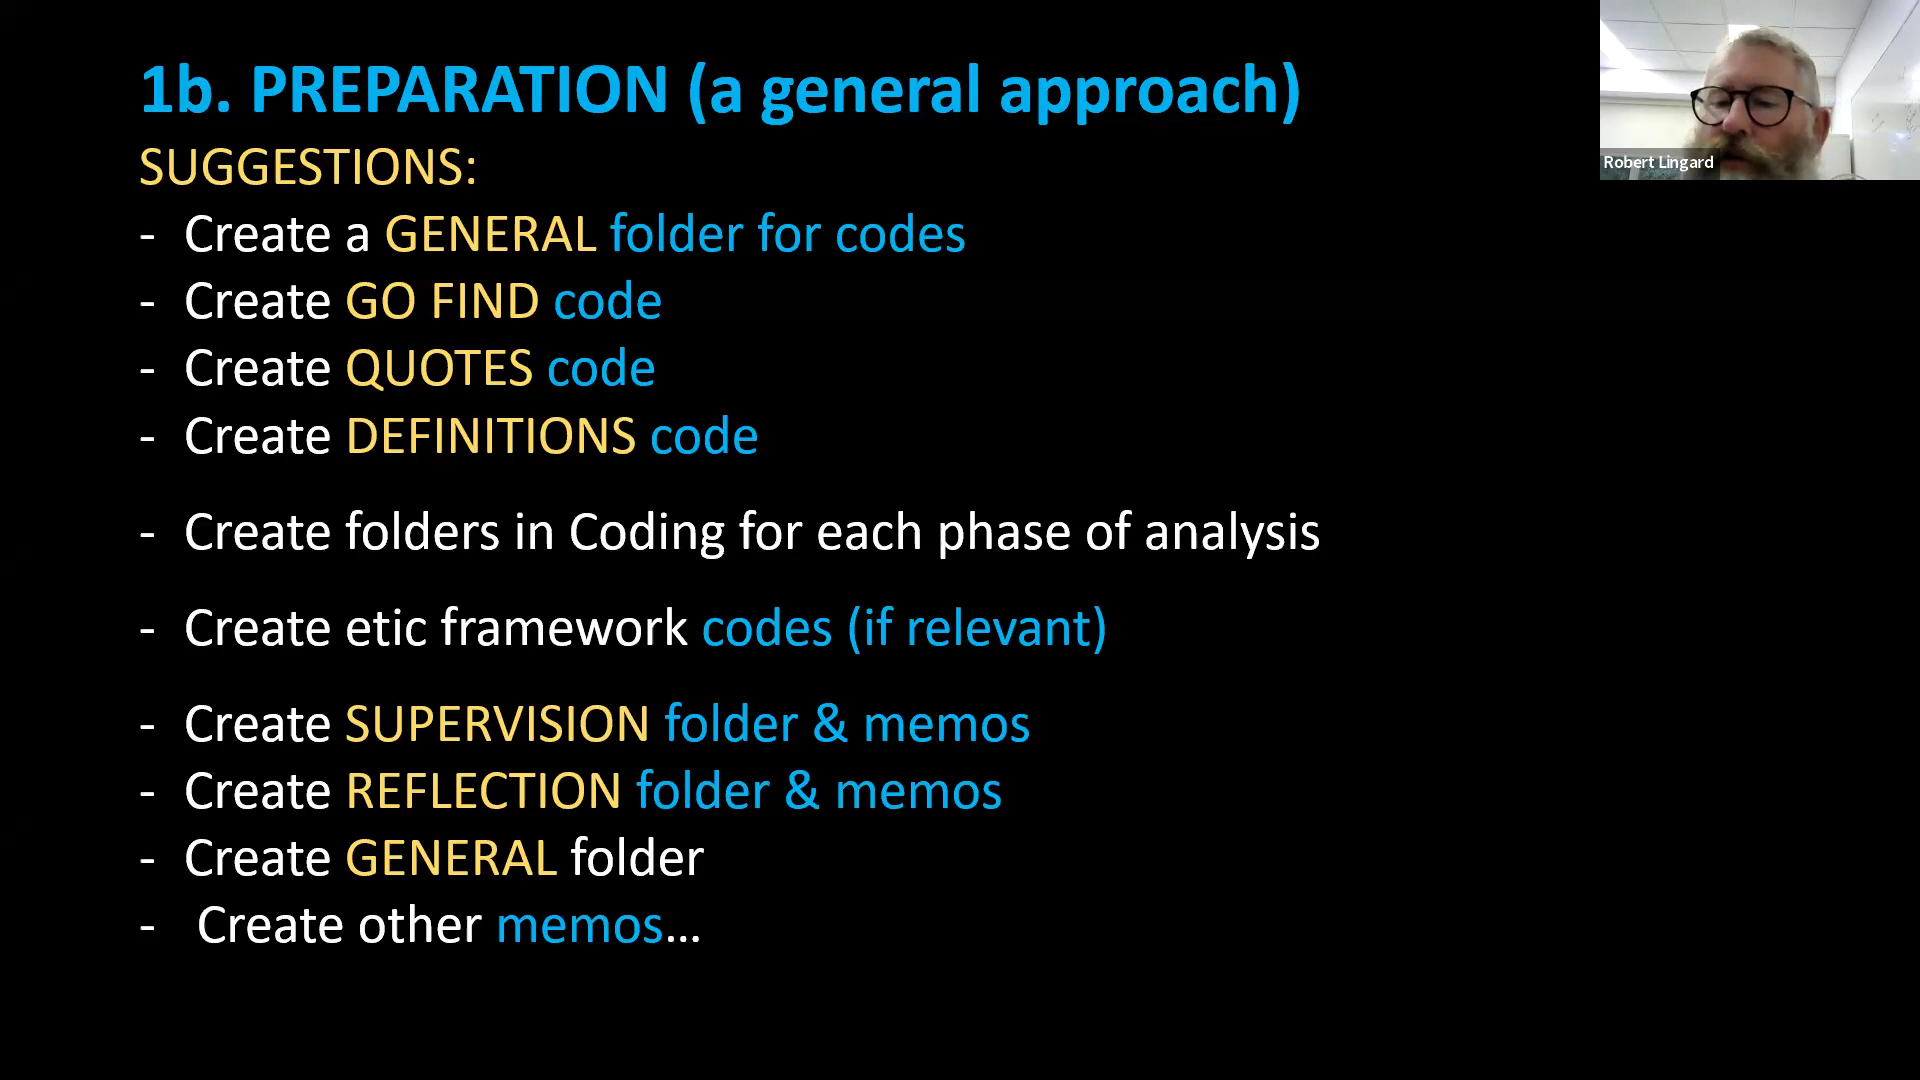 1b. PREPARATION (a general approach)
SUGGESTIONS:
- Create a GENERAL folder for codes
- Create GO FIND code
- Create QUOTES code
- Create DEFINITIONS code
- Create folders in Coding for each phase of analysis
- Create etic framework codes (if relevant)
- Create SUPERVISION folder & memos
- Create REFLECTION folder & memos
- Create GENERAL folder
- Create other memos...
Robert Lingard